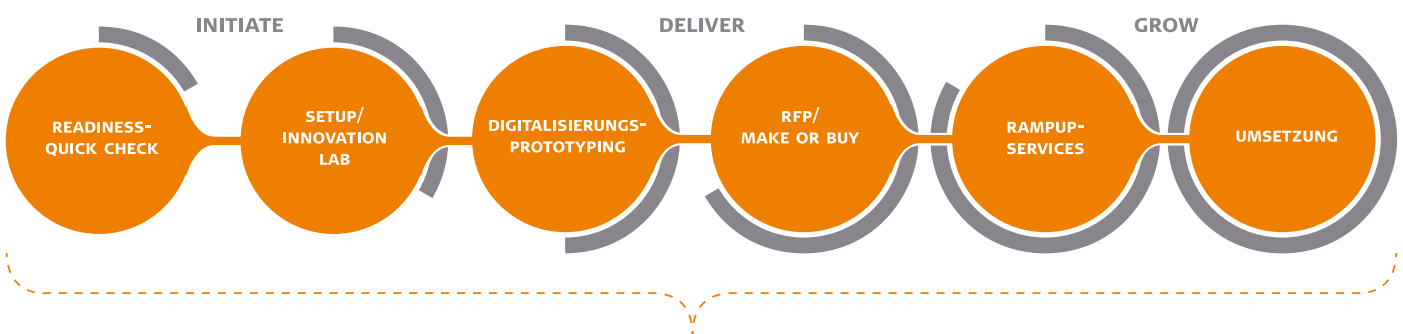 INITIATE
DELIVER
GROW
READINESS-
QUICK CHECK
SETUP/
INNOVATION
LAB
DIGITALISIERUNGS-
PROTOTYPING
RFP/
MAKE OR BUY
RAMPUP-
SERVICES
UMSETZUNG